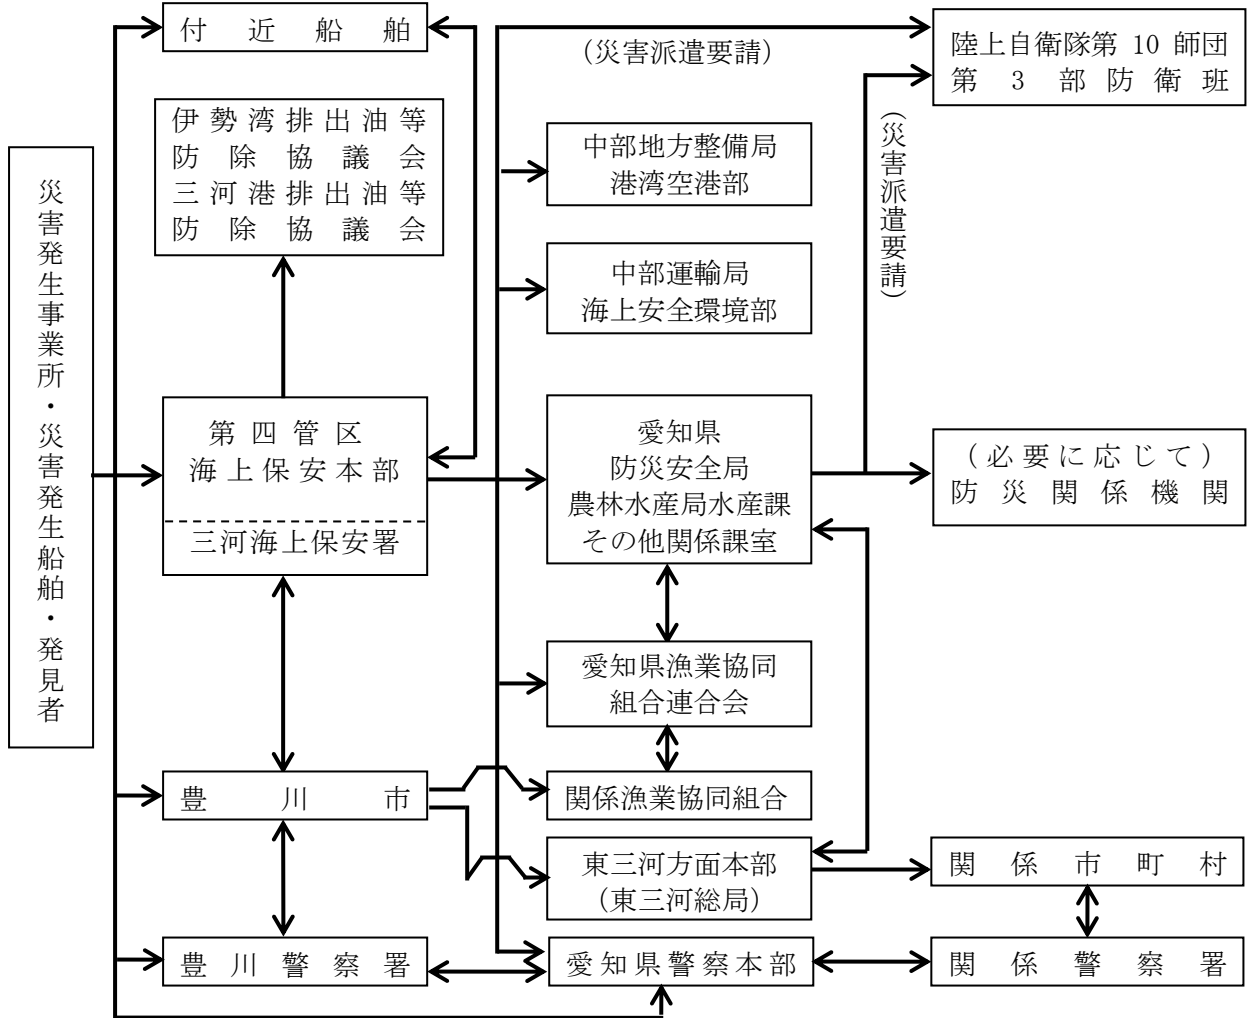 災害発生事業所・災害発生船舶・発見者
付近船舶
伊勢湾排出油等
防除協議会
三河港排出油等
防除協議会
第四管区
海上保安本部
三河海上保安署
豊川市
豊川警察署
(災害派遣要請)
中部地方整備局
港湾空港部
中部運輸局
海上安全環境部
愛知県
防災安全局
農林水産局水産課
その他関係課室
愛知県漁業協同
組合連合会
関係漁業協同組合
東三河方面本部
(東三河総局)
愛知県警察本部
陸上自衛隊第 10 師団
第3部防衛班
(災害派遣要請)
(必要に応じて)
防災関係機関
関係市町村
関係警察署